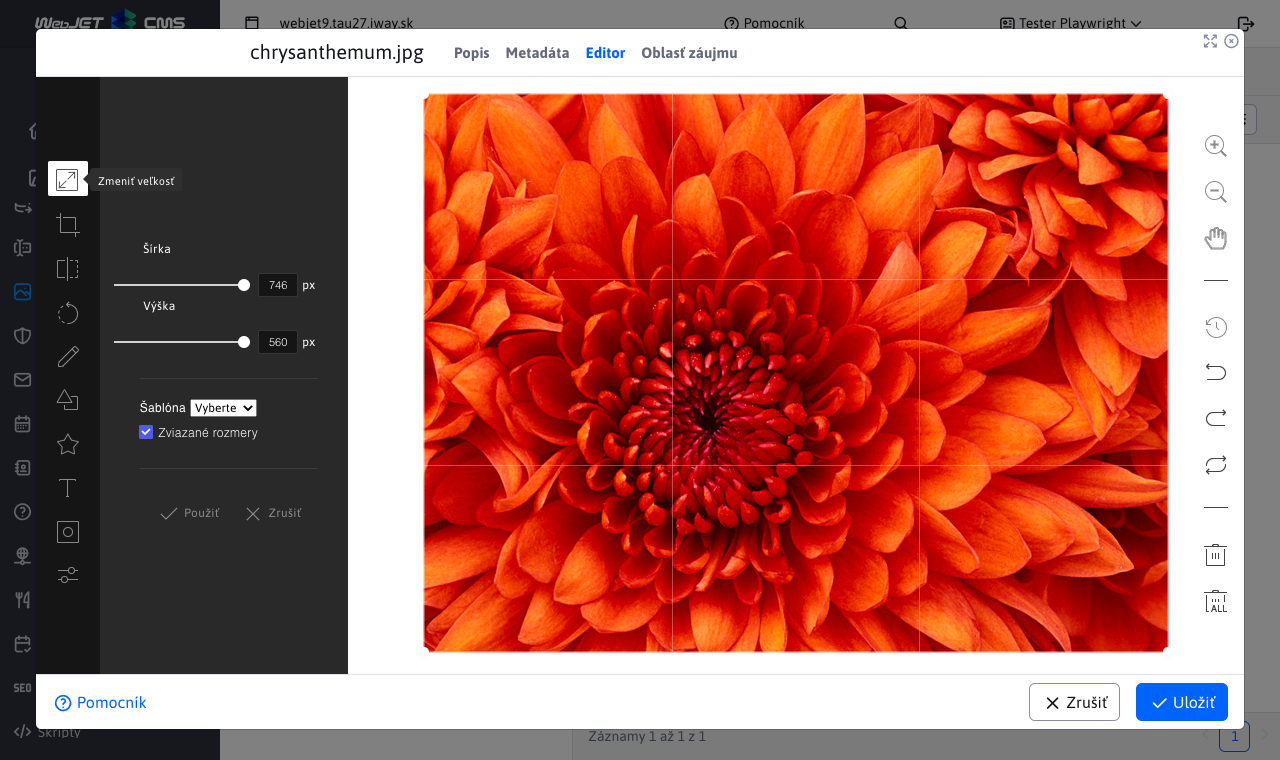 WebJET CMS
webjet9.tau27.iway.sk
Pomocník
Tester Playwright
chrysanthemum.jpg
Popis
Metadáta
Editor
Oblasť záujmu
Zmeniť veľkosť
Šírka
746 px
Výška
560 px
Šablóna Vyberte
Zviazané rozmery
Použiť
Zrušiť
ALL
SEO
Pomocník
Zrušiť
Uložiť
Skripty
Záznamy 1 až 1 z 1
1